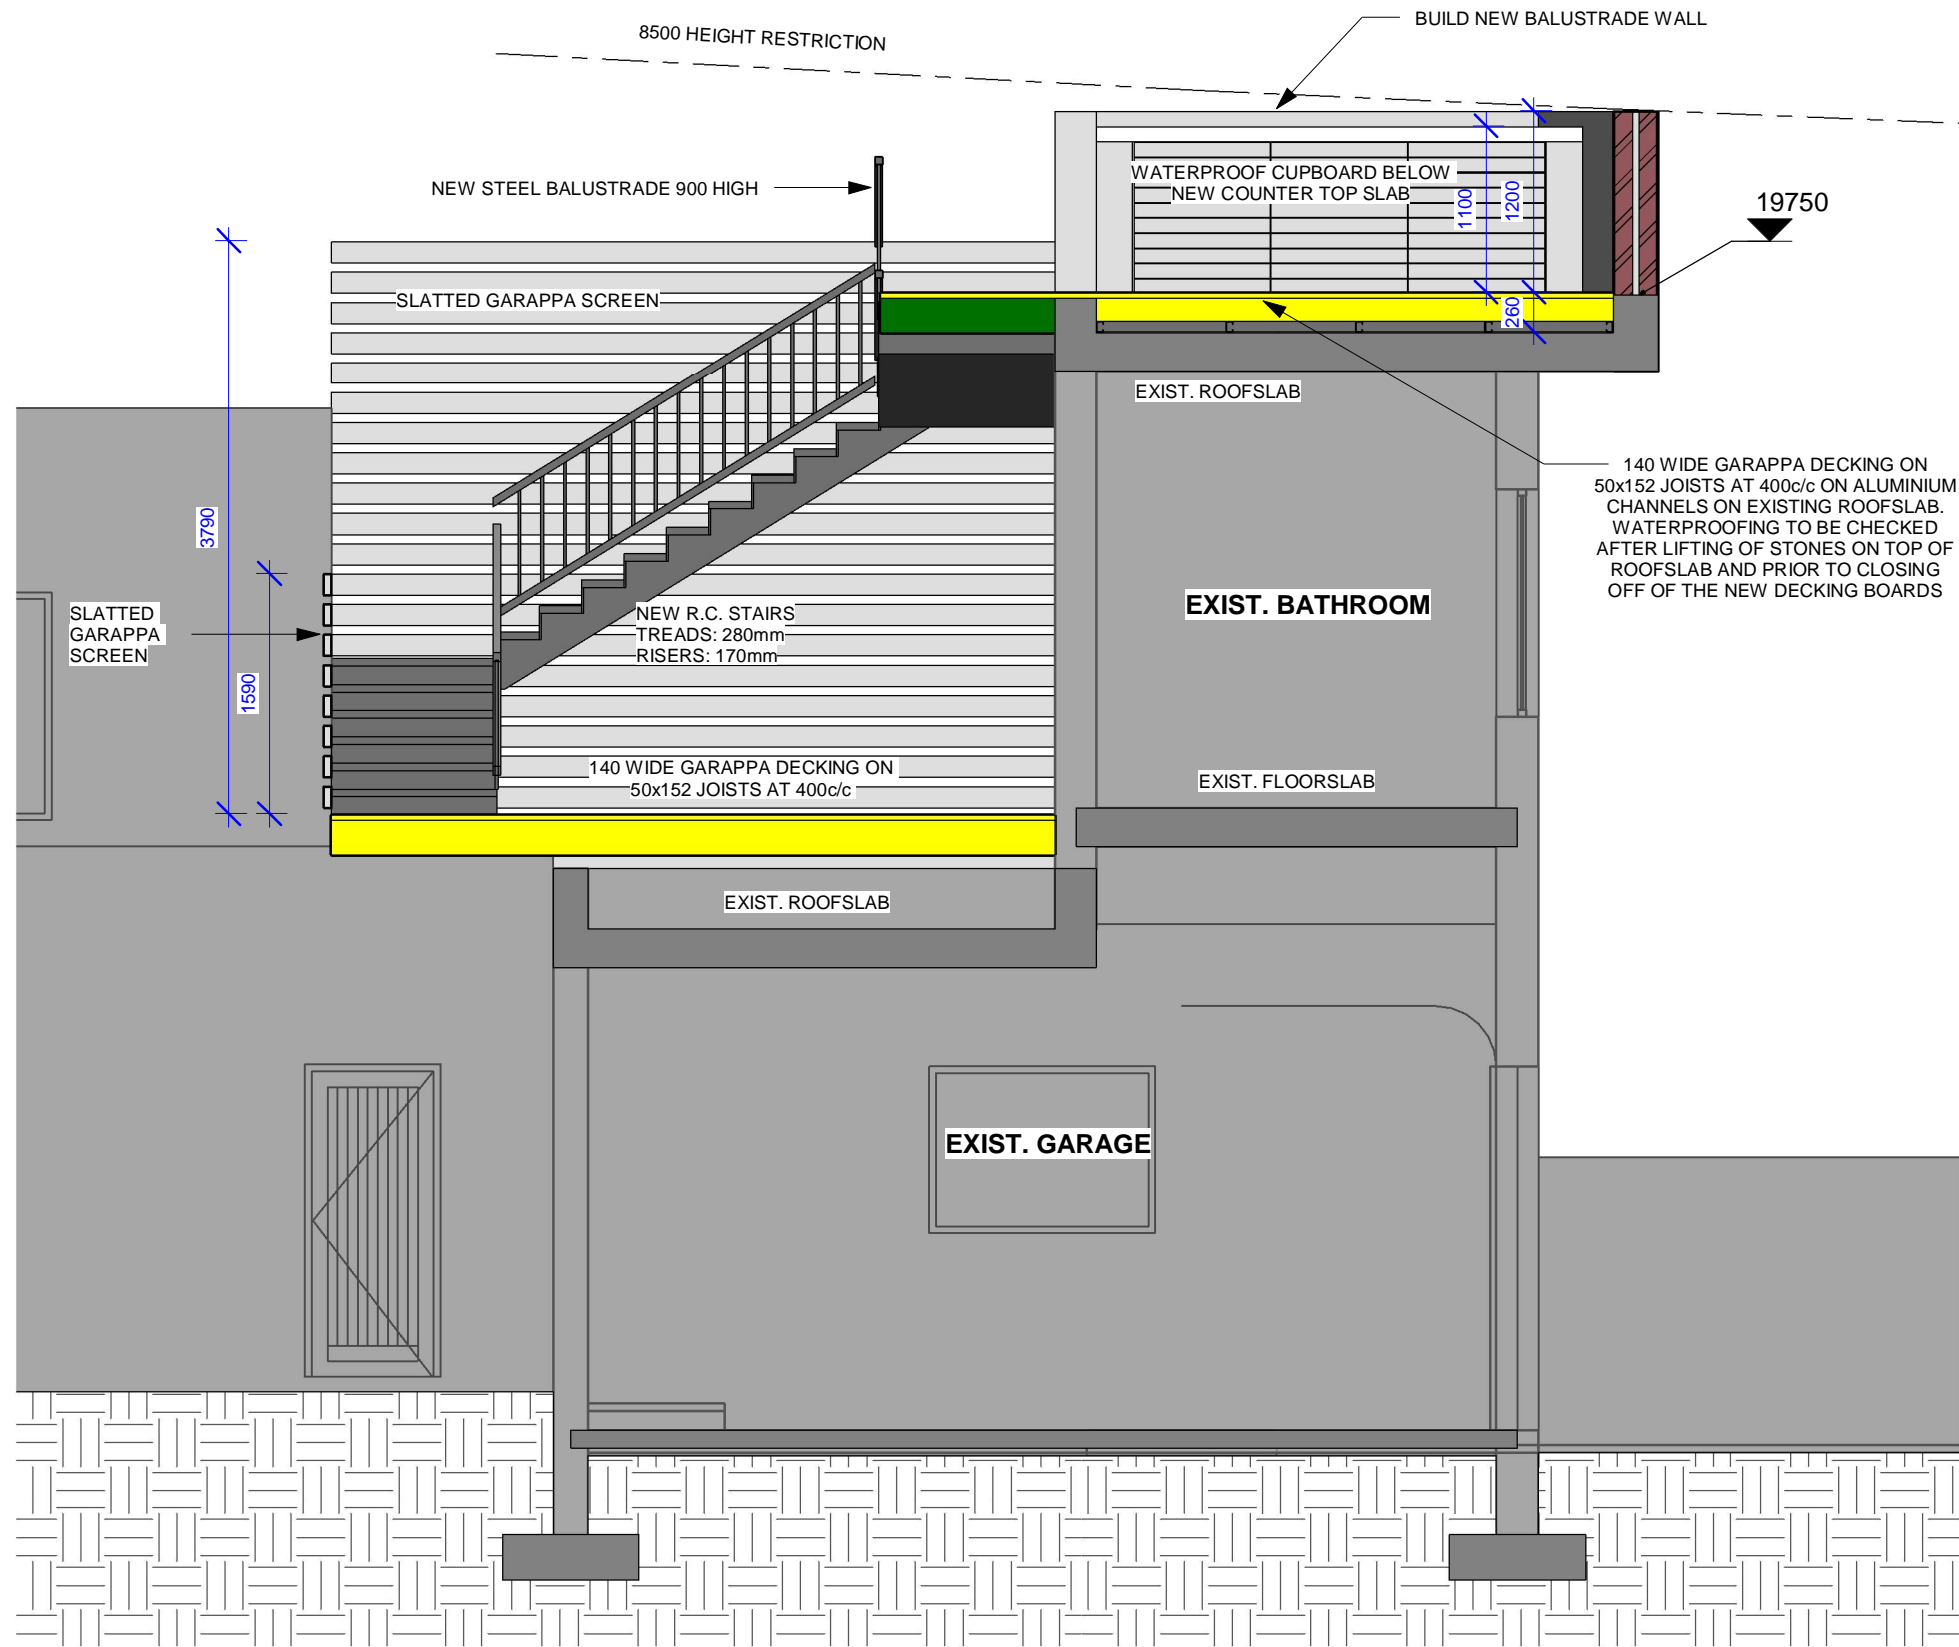 BUILD NEW BALUSTRADE WALL
8500 HEIGHT RESTRICTION
NEW STEEL BALUSTRADE 900 HIGH
WATERPROOF CUPBOARD BELOW
NEW COUNTER TOP SLAB
1100
1200
19750
SLATTED GARAPPA SCREEN
260
EXIST. ROOFSLAB
140 WIDE GARAPPA DECKING ON
50x152 JOISTS AT 400c/c ON ALUMINIUM
CHANNELS ON EXISTING ROOFSLAB.
WATERPROOFING TO BE CHECKED
AFTER LIFTING OF STONES ON TOP OF
ROOFSLAB AND PRIOR TO CLOSING
OFF OF THE NEW DECKING BOARDS
3790
1590
SLATTED
GARAPPA
SCREEN
NEW R.C. STAIRS
TREADS: 280mm
RISERS: 170mm
EXIST. BATHROOM
140 WIDE GARAPPA DECKING ON
50x152 JOISTS AT 400c/c
EXIST. FLOORSLAB
EXIST. ROOFSLAB
EXIST. GARAGE